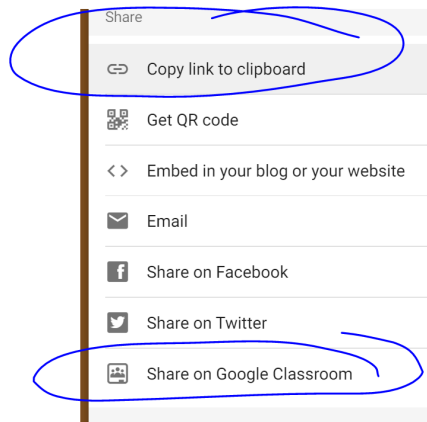 Share
Copy link to clipboard
Get QR code
Embed in your blog or your website
Email
Share on Facebook
Share on Twitter
Share on Google Classroom